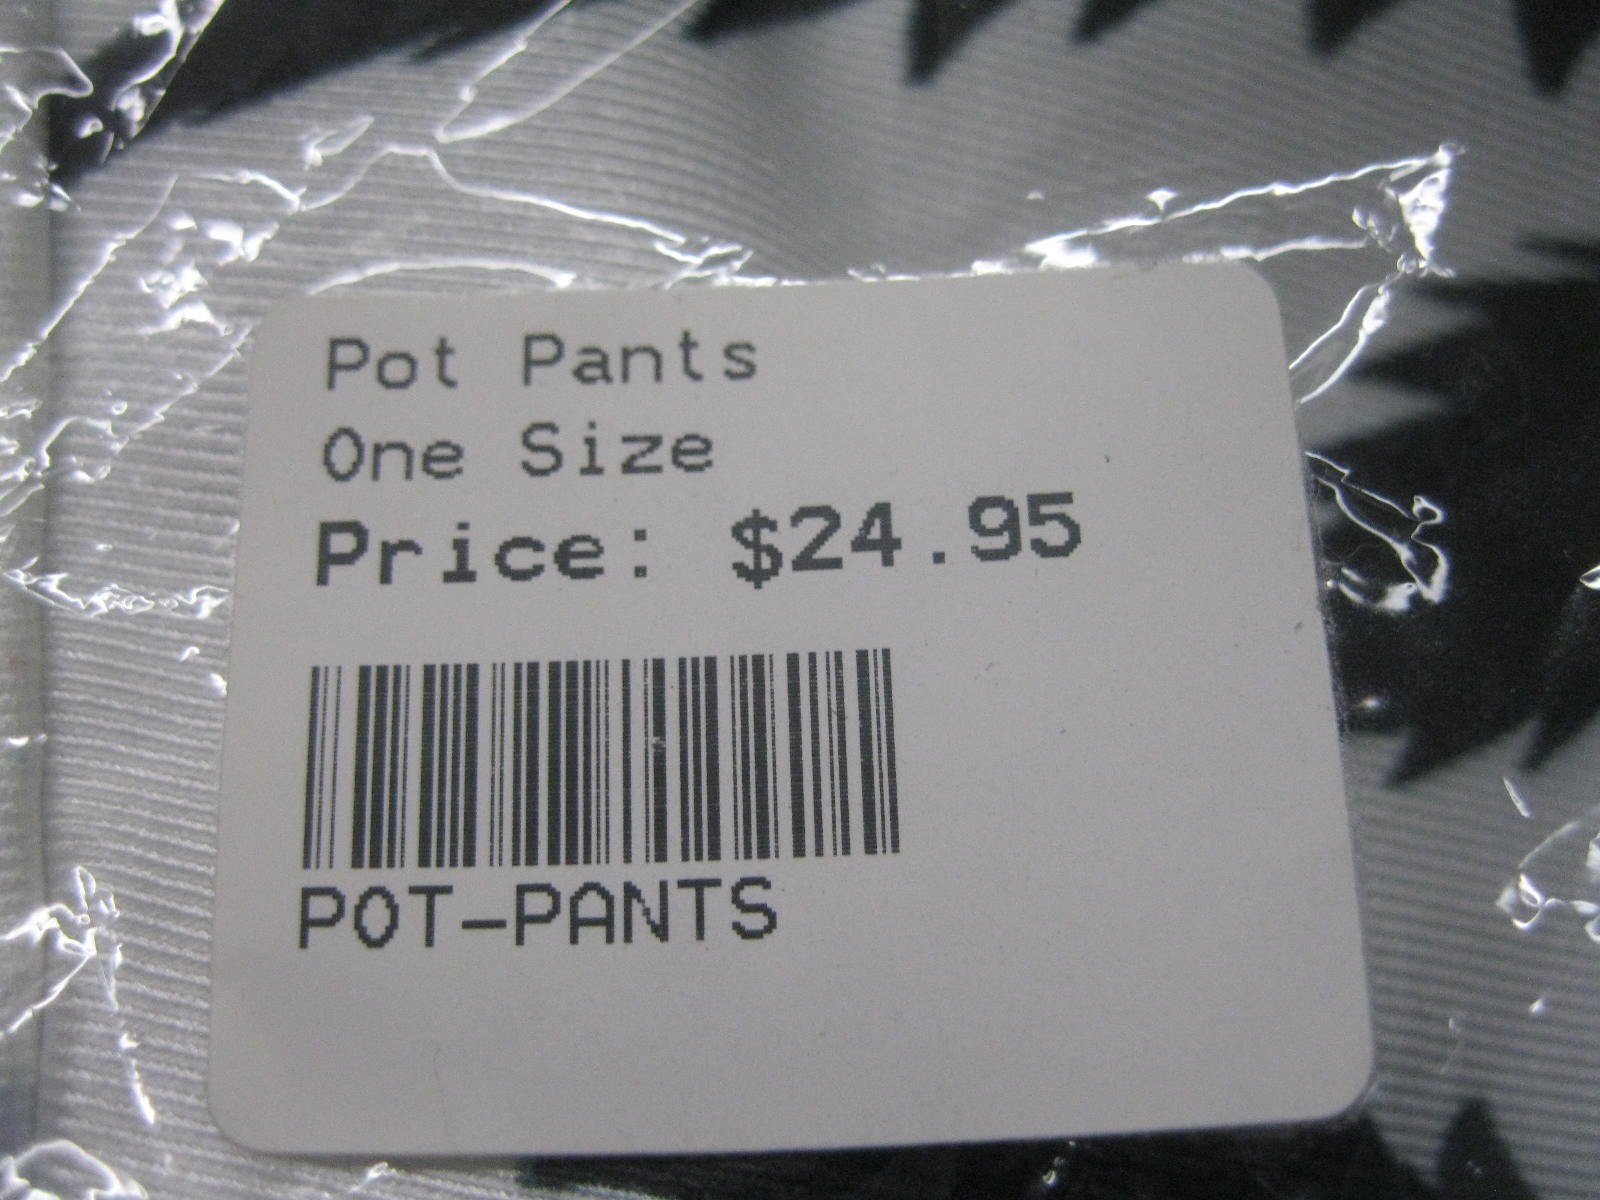 Pot Pants
One Size
Price: $24.95
POT-PANTS